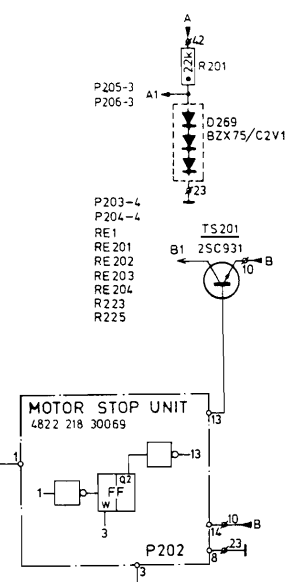 A
42
22k
R201
P205-3
P206-3
A1
D269
BZX75/C2V1
23
P203-4
P204-4
RE1
RE201
RE202
RE203
RE204
R223
R225
TS201
2SC931
B1
B
10
MOTOR STOP UNIT
4822 218 30069
13
1
Q2
13
1
FF
W
3
10
B
14
23
P202
8
3